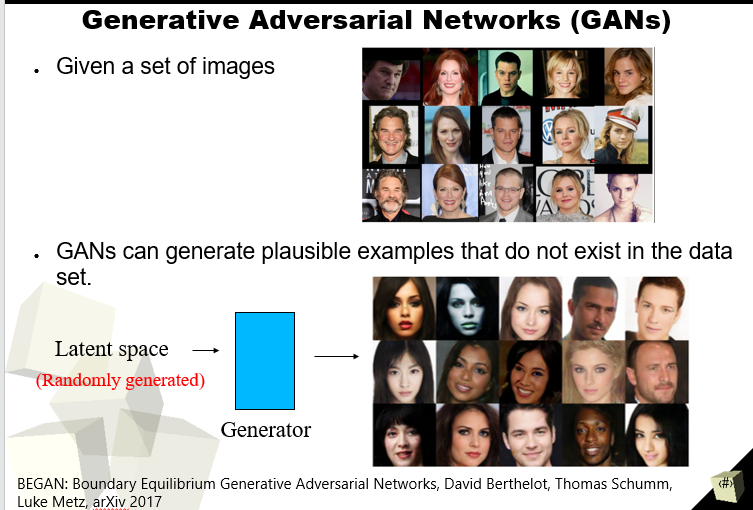 Generative Adversarial Networks (GANs)
• Given a set of images
• GANs can generate plausible examples that do not exist in the data
set.
Latent space
(Randomly generated)
Generator
BEGAN: Boundary Equilibrium Generative Adversarial Networks, David Berthelot, Thomas Schumm,
Luke Metz, arXiv 2017
‹#›